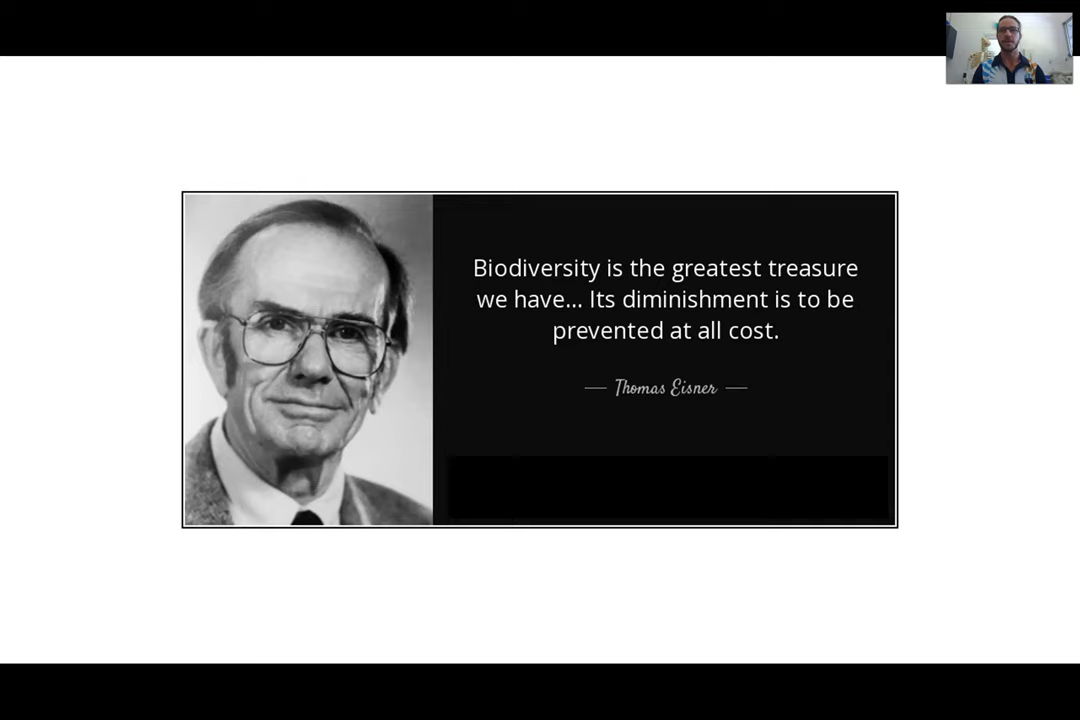 Biodiversity is the greatest treasure
we have... Its diminishment is to be
prevented at all cost.
— Thomas Eisner —